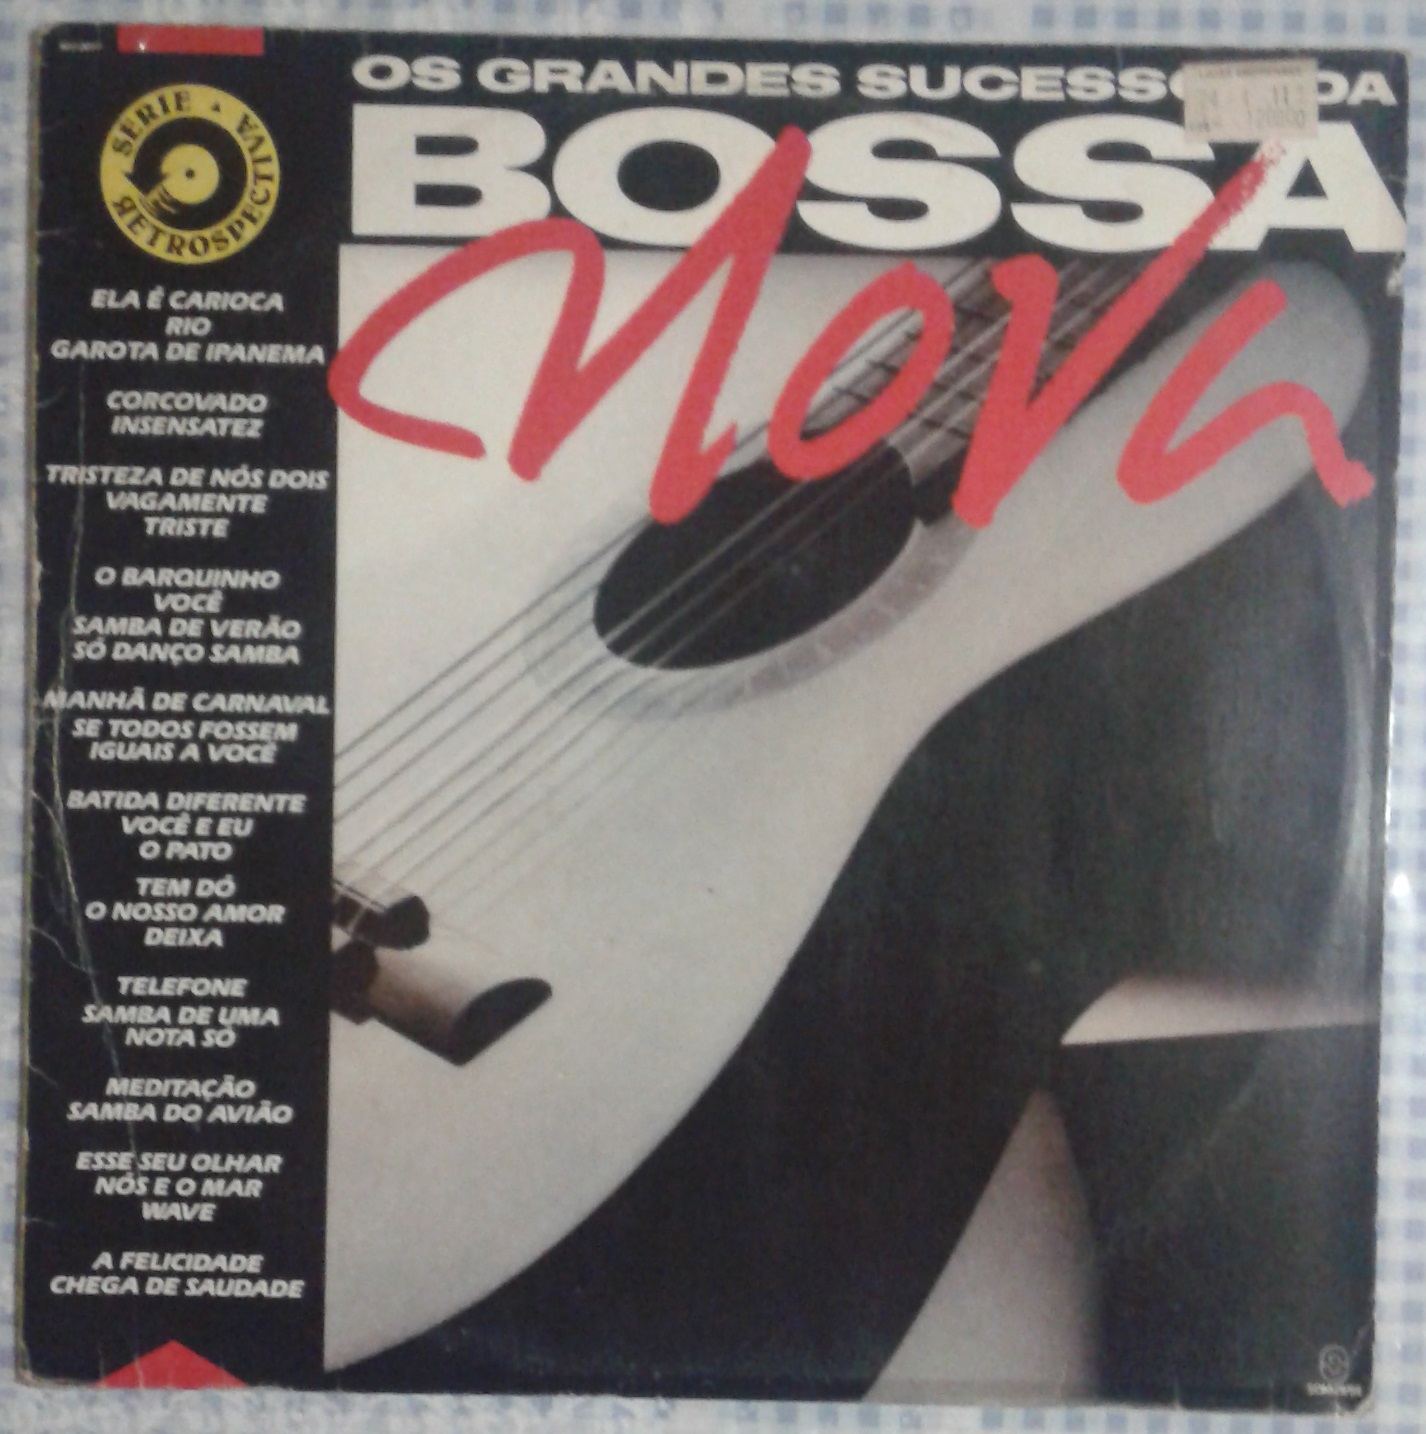 OS GRANDES SUCESSOS DA
BOSSA
Nova
SERIE RETROSPECTIVA
ELA É CARIOCA
RIO
GAROTA DE IPANEMA
CORCOVADO
INSENSATEZ
TRISTEZA DE NÓS DOIS
VAGAMENTE
TRISTE
O BARQUINHO
VOCÊ
SAMBA DE VERÃO
SÓ DANÇO SAMBA
MANHÃ DE CARNAVAL
SE TODOS FOSSEM
IGUAIS A VOCÊ
BATIDA DIFERENTE
VOCÊ E EU
O PATO
TEM DÓ
O NOSSO AMOR
DEIXA
TELEFONE
SAMBA DE UMA
NOTA SÓ
MEDITAÇÃO
SAMBA DO AVIÃO
ESSE SEU OLHAR
NÓS E O MAR
WAVE
A FELICIDADE
CHEGA DE SAUDADE